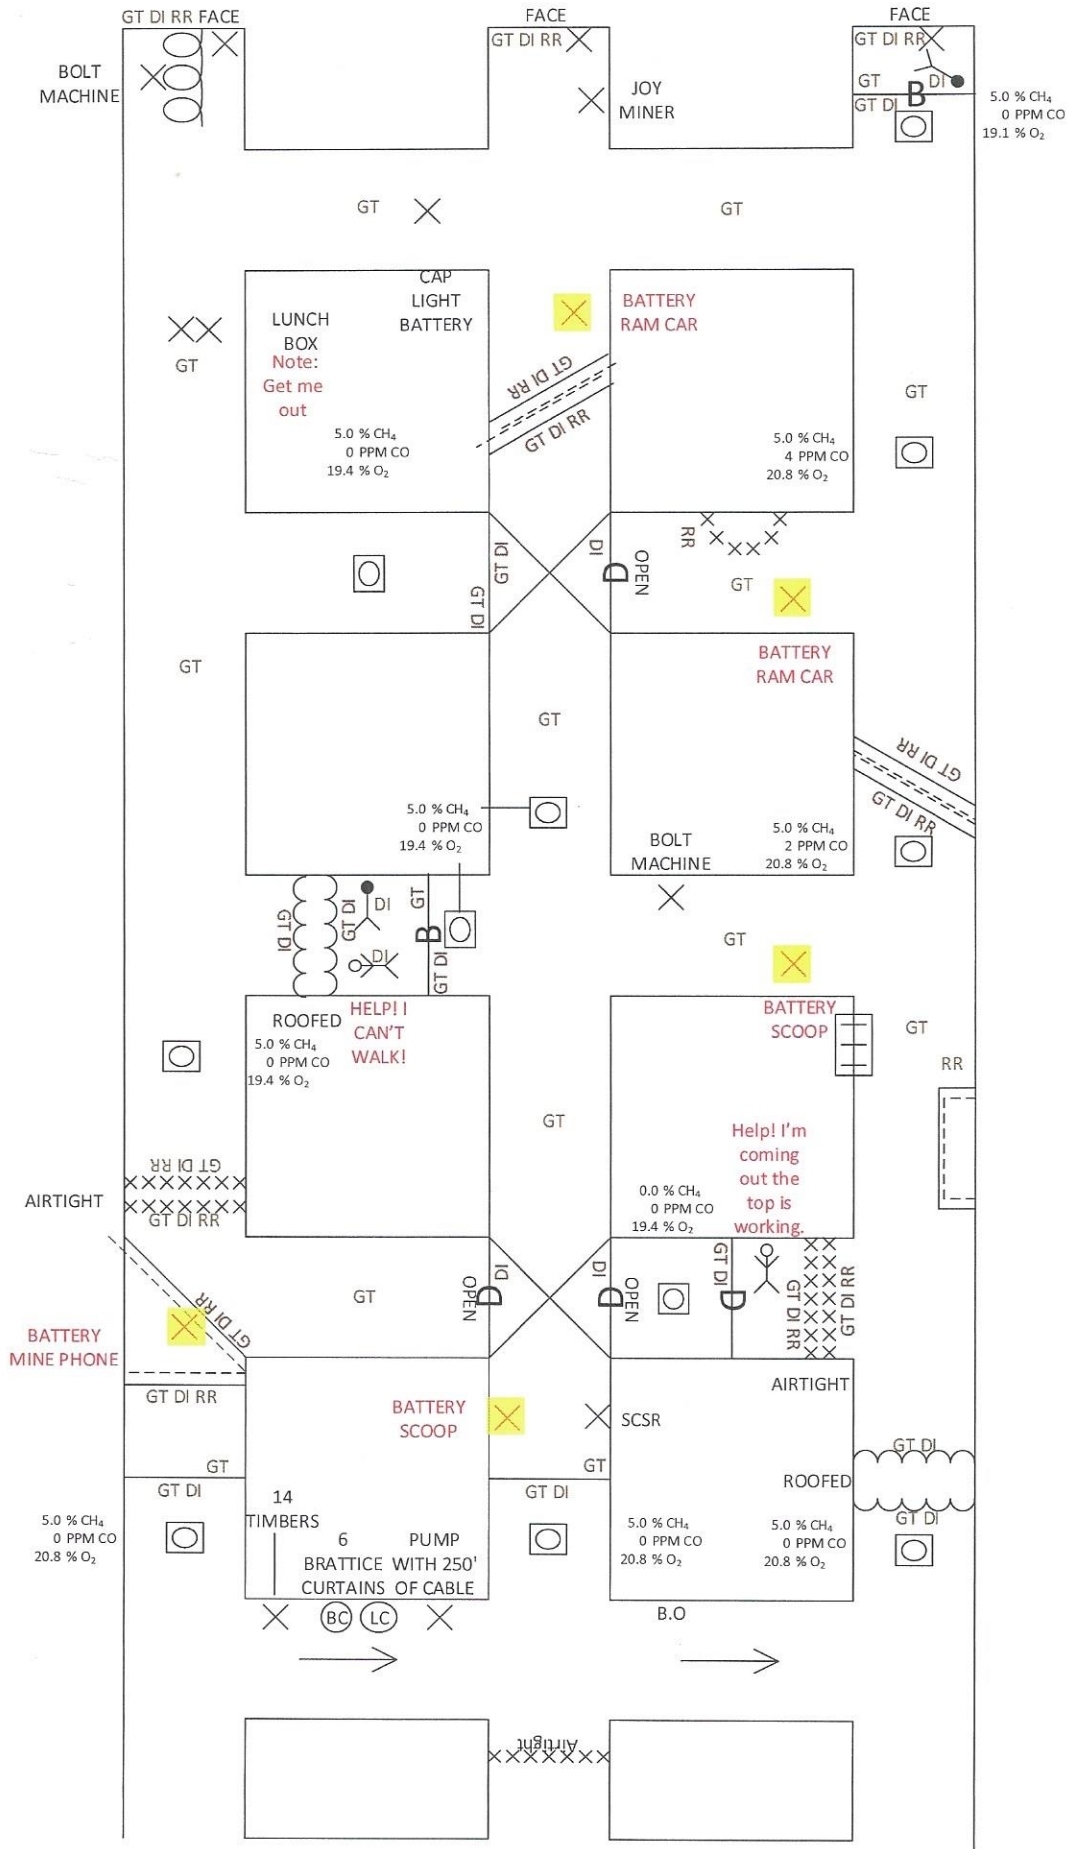 GT DI RR FACE
FACE
FACE
GT DI RR
GT DI RR
BOLT
MACHINE
JOY
MINER
GT
DI
B
GT DI
5.0 % CH₄
0 PPM CO
19.1 % O₂
GT
GT
CAP
LIGHT
BATTERY
LUNCH
BOX
Note:
Get me
out
BATTERY
RAM CAR
GT
GT DI RR
GT DI RR
GT
5.0 % CH₄
0 PPM CO
19.4 % O₂
5.0 % CH₄
4 PPM CO
20.8 % O₂
GT DI
GT DI
DI
D
OPEN
RR
GT
GT
BATTERY
RAM CAR
GT
GT DI RR
GT DI RR
5.0 % CH₄
0 PPM CO
19.4 % O₂
BOLT
MACHINE
5.0 % CH₄
2 PPM CO
20.8 % O₂
GT DI
GT DI
DI
DI
GT
B
GT DI
GT
ROOFED
HELP! I
CAN'T
WALK!
5.0 % CH₄
0 PPM CO
19.4 % O₂
BATTERY
SCOOP
GT
RR
GT
Help! I'm
coming
out the
top is
working.
0.0 % CH₄
0 PPM CO
19.4 % O₂
GT DI RR
AIRTIGHT
GT DI RR
GT DI RR
BATTERY
MINE PHONE
GT
OPEN
D
DI
DI
D
OPEN
GT DI
D
GT DI RR
GT DI RR
AIRTIGHT
GT DI RR
BATTERY
SCOOP
SCSR
GT
GT DI
GT
GT DI
GT DI
ROOFED
GT DI
5.0 % CH₄
0 PPM CO
20.8 % O₂
14
TIMBERS
6
BRATTICE
CURTAINS
PUMP
WITH 250'
OF CABLE
5.0 % CH₄
0 PPM CO
20.8 % O₂
5.0 % CH₄
0 PPM CO
20.8 % O₂
BC
LC
B.O
Airtight